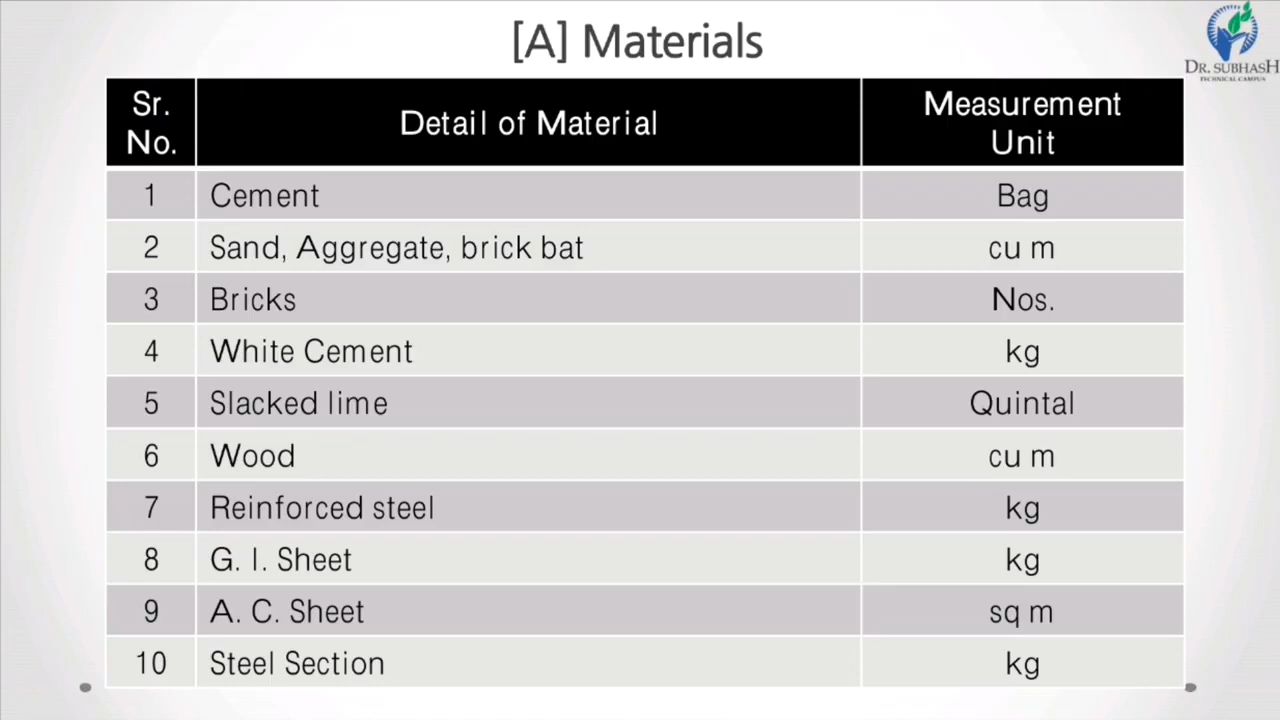 [A] Materials
DR. SUBHASH
TECHNICAL CAMPUS
Sr. No. Detail of Material Measurement Unit
1 Cement Bag
2 Sand, Aggregate, brick bat cu m
3 Bricks Nos.
4 White Cement kg
5 Slacked lime Quintal
6 Wood cu m
7 Reinforced steel kg
8 G. I. Sheet kg
9 A. C. Sheet sq m
10 Steel Section kg